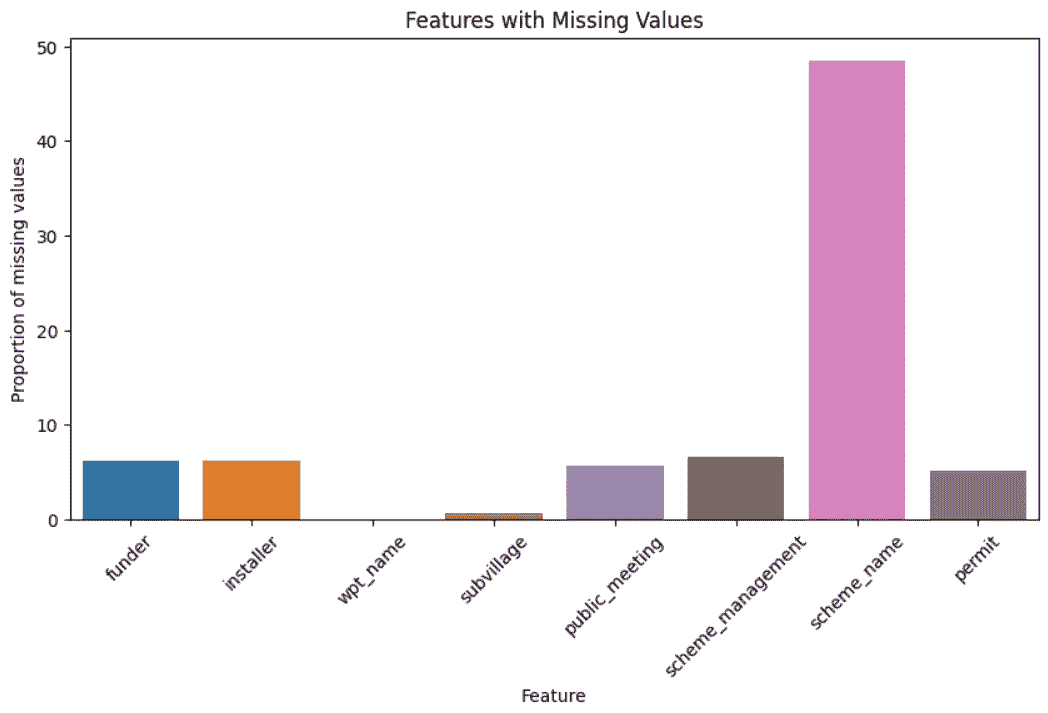 Features with Missing Values
Proportion of missing values
50
40
30
20
10
0
funder
installer
wpt_name
subvillage
public_meeting
scheme_management
scheme_name
permit
Feature